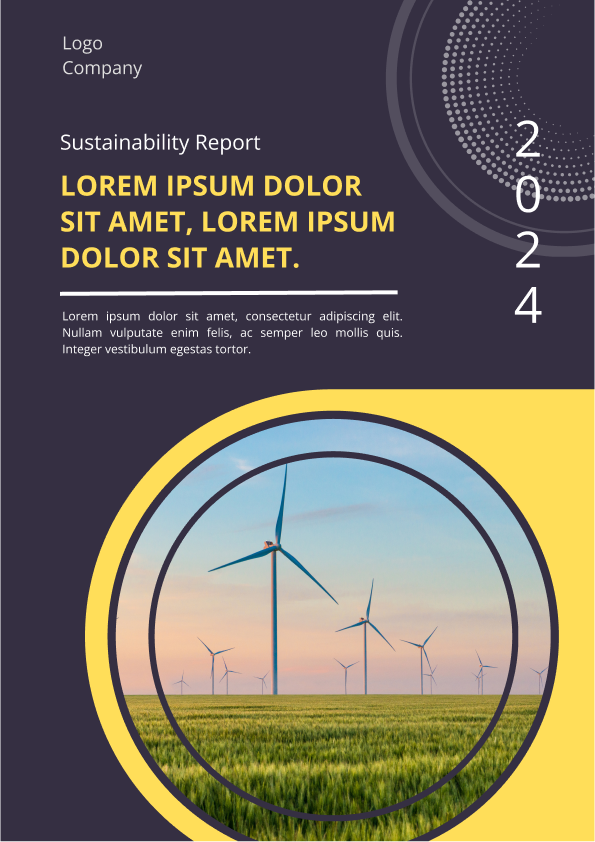 Logo
Company
Sustainability Report
LOREM IPSUM DOLOR
SIT AMET, LOREM IPSUM
DOLOR SIT AMET.
Lorem ipsum dolor sit amet, consectetur adipiscing elit.
Nullam vulputate enim felis, ac semper leo mollis quis.
Integer vestibulum egestas tortor.
2
0
2
4